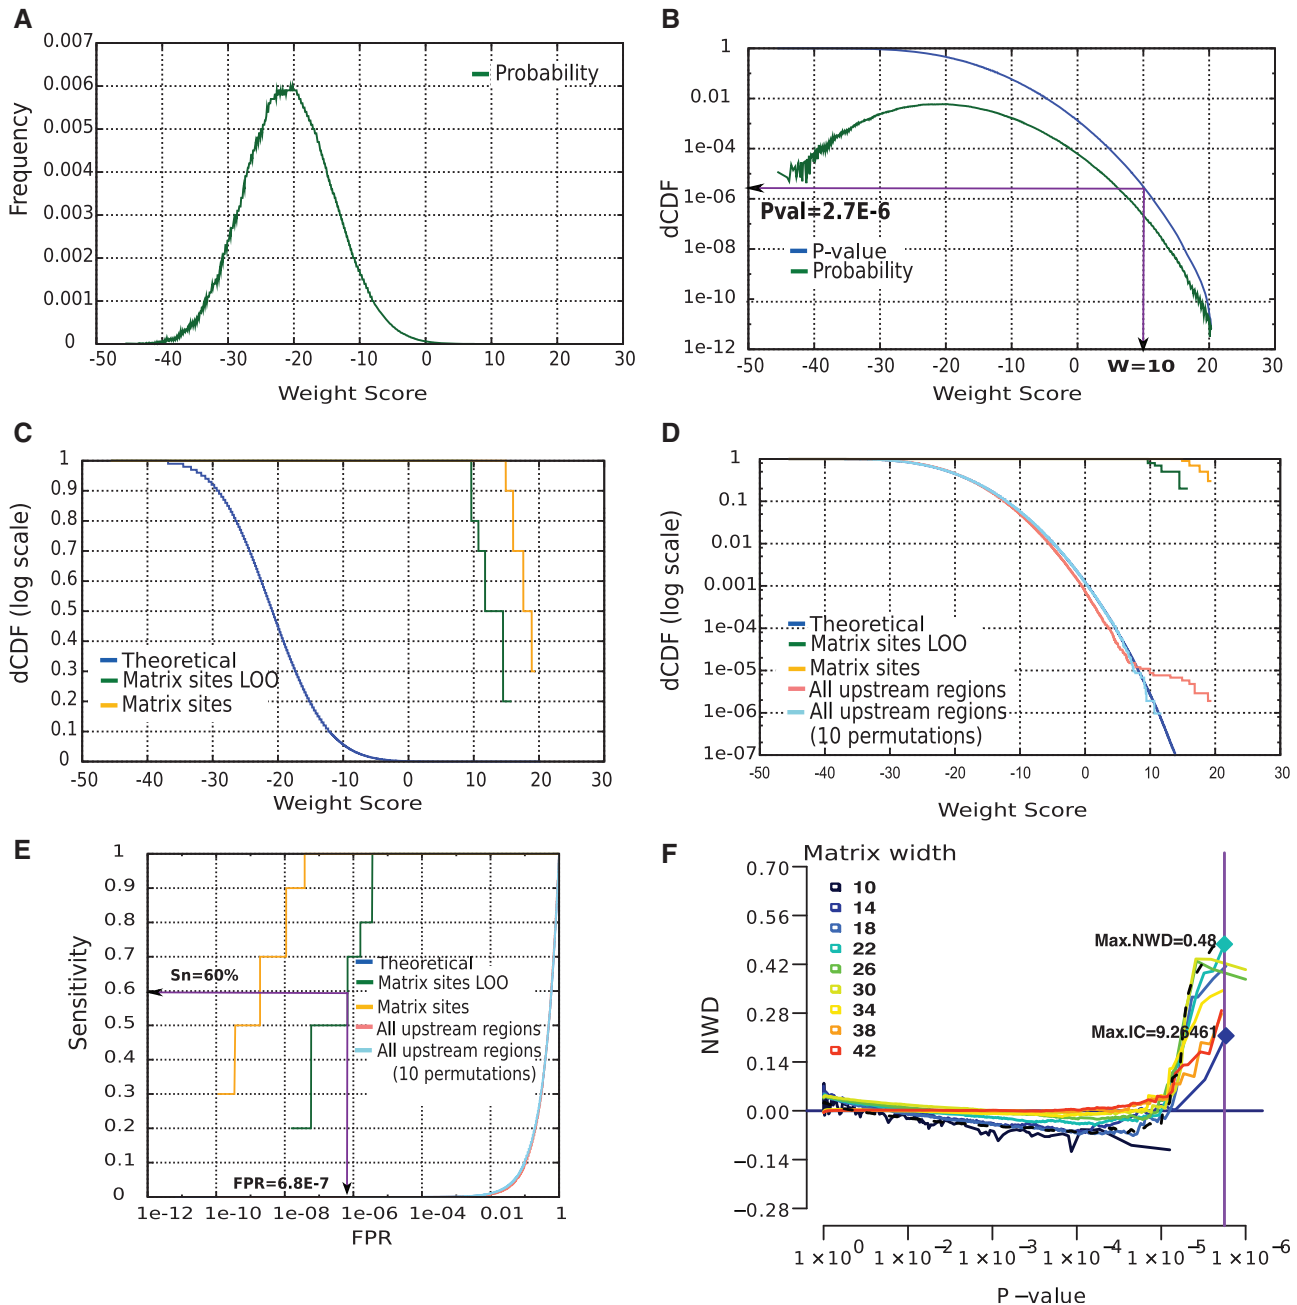 A
0.007
0.006
0.005
0.004
0.003
0.002
0.001
0
Frequency
Probability
-50 -40 -30 -20 -10 0 10 20 30
Weight Score
B
1
0.01
1e-04
1e-06
1e-08
1e-10
1e-12
dCDF
Pval=2.7E-6
P-value
Probability
W=10
-50 -40 -30 -20 -10 0 10 20 30
Weight Score
C
1
0.9
0.8
0.7
0.6
0.5
0.4
0.3
0.2
0.1
0
dCDF (log scale)
Theoretical
Matrix sites LOO
Matrix sites
-50 -40 -30 -20 -10 0 10 20 30
Weight Score
D
1
0.1
0.01
0.001
1e-04
1e-05
1e-06
1e-07
dCDF (log scale)
Theoretical
Matrix sites LOO
Matrix sites
All upstream regions
All upstream regions
(10 permutations)
-50 -40 -30 -20 -10 0 10 20 30
Weight Score
E
1
0.9
0.8
0.7
0.6
0.5
0.4
0.3
0.2
0.1
0
Sensitivity
Sn=60%
Theoretical
Matrix sites LOO
Matrix sites
All upstream regions
All upstream regions
(10 permutations)
FPR=6.8E-7
1e-12 1e-10 1e-08 1e-06 1e-04 0.01 1
FPR
F
Matrix width
0.70
0.56
0.42
0.28
0.14
0.00
−0.14
−0.28
NWD
10
14
18
22
26
30
34
38
42
Max.NWD=0.48
Max.IC=9.26461
1 ×10 0 1 ×10 −2 1 ×10 −3 1 ×10 −4 1 ×10 −5 1 ×10 −6
P −value